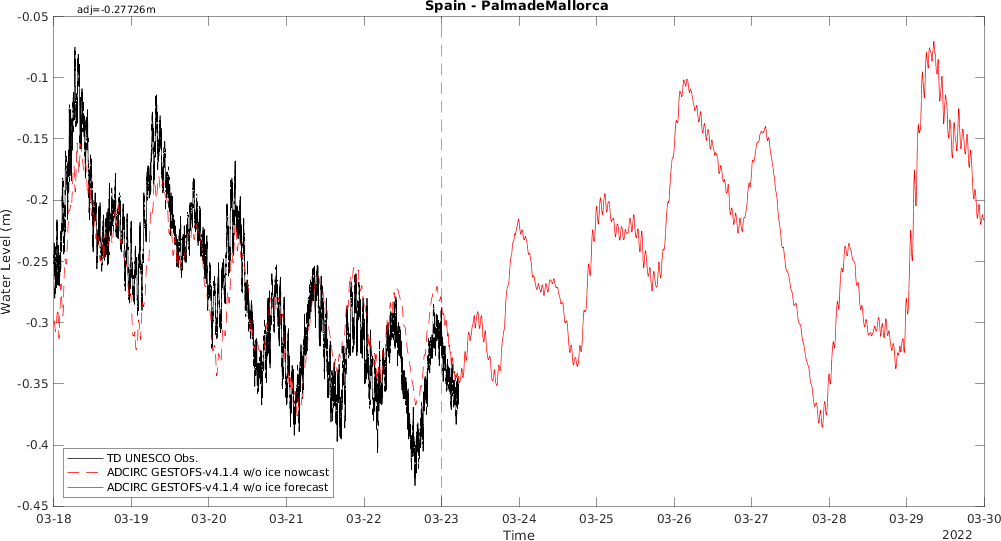 Spain - PalmadeMallorca
adj=-0.27726m
-0.05
-0.1
-0.15
-0.2
-0.25
-0.3
-0.35
-0.4
-0.45
Water Level (m)
TD UNESCO Obs.
ADCIRC GESTOFS-v4.1.4 w/o ice nowcast
ADCIRC GESTOFS-v4.1.4 w/o ice forecast
03-18 03-19 03-20 03-21 03-22 03-23 03-24 03-25 03-26 03-27 03-28 03-29 03-30
Time
2022